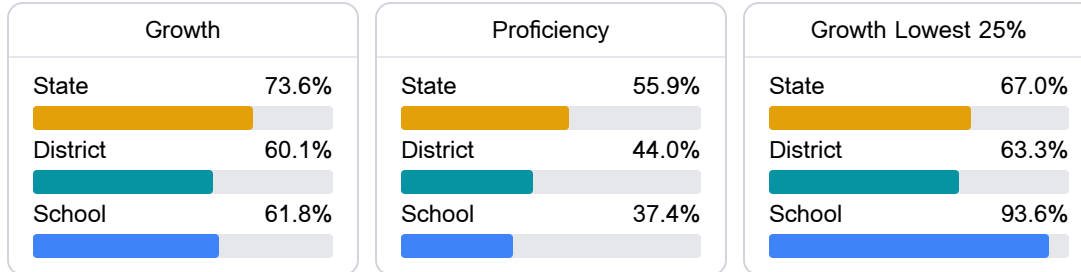 Growth
State 73.6%
District 60.1%
School 61.8%
Proficiency
State 55.9%
District 44.0%
School 37.4%
Growth Lowest 25%
State 67.0%
District 63.3%
School 93.6%